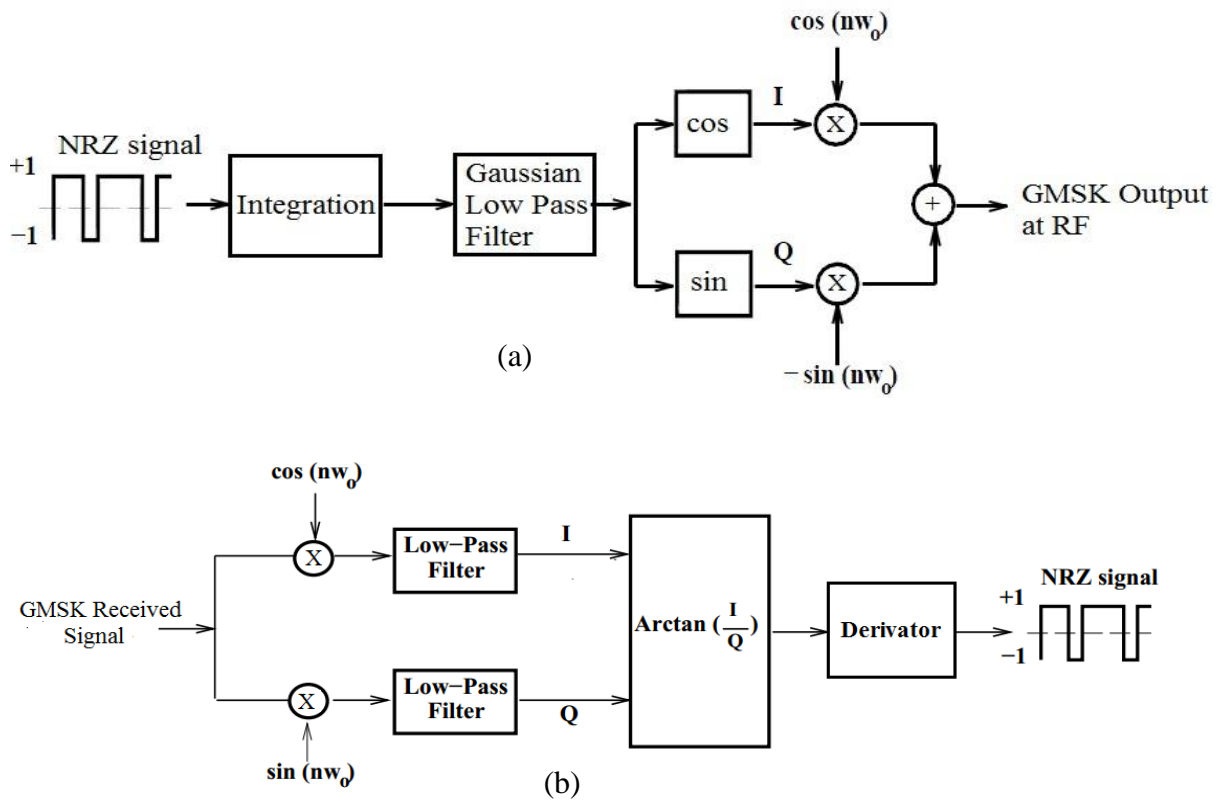 cos (nw₀)
NRZ signal
+1
−1
Integration
Gaussian
Low Pass
Filter
cos
I
X
+
GMSK Output
at RF
sin
Q
X
−sin (nw₀)
(a)
cos (nw₀)
X
Low−Pass
Filter
I
GMSK Received
Signal
Arctan (I/Q)
Derivator
NRZ signal
+1
−1
X
Low−Pass
Filter
Q
sin (nw₀)
(b)